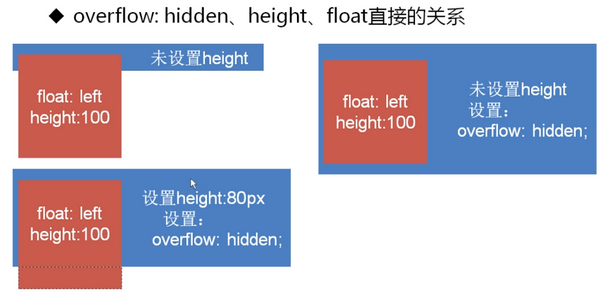 ◆ overflow: hidden、height、float直接的关系
未设置height
float: left
height:100
未设置height
设置：
overflow: hidden;
float: left
height:100
设置height:80px
设置：
overflow: hidden;
float: left
height:100